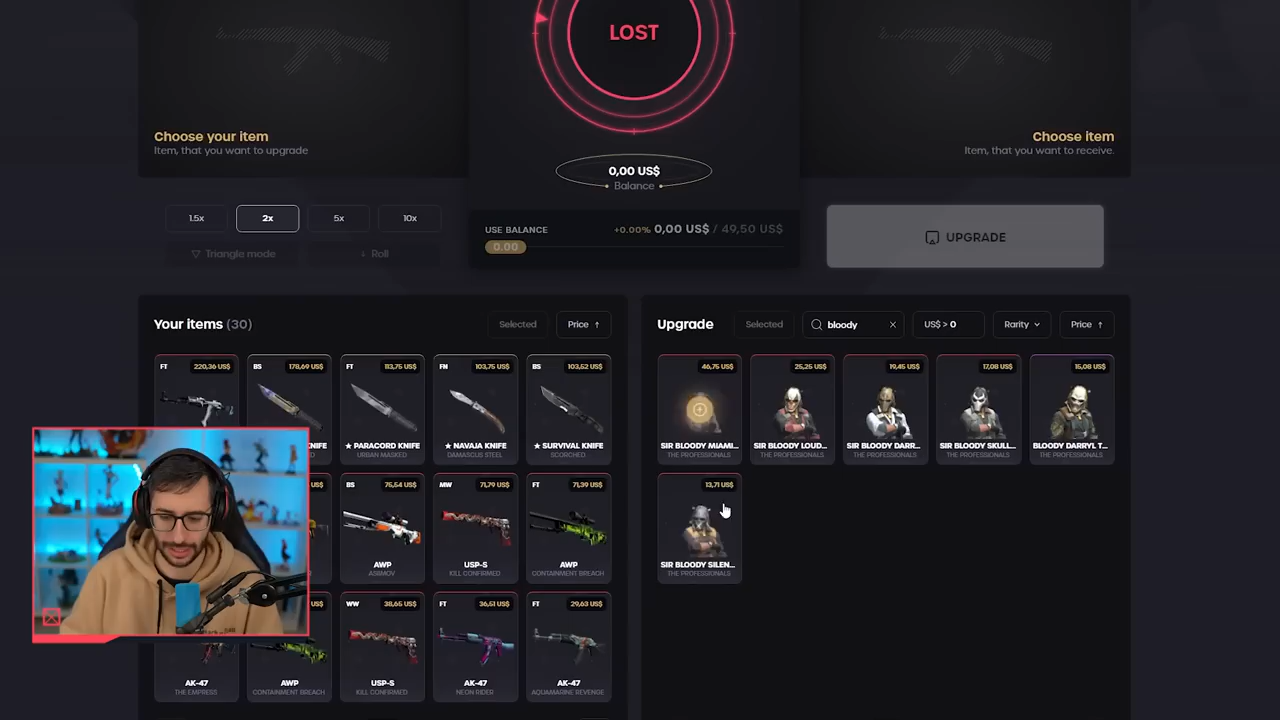 LOST
Choose your item
Item, that you want to upgrade
Choose item
Item, that you want to receive.
0,00 US$
Balance
1.5x 2x 5x 10x
Triangle mode Roll
USE BALANCE +0.00% 0,00 US$ / 49,50 US$
0.00
UPGRADE
Your items (30) Selected Price ↑
Upgrade Selected bloody US$ > 0 Rarity Price ↑
FT 220,36 US$ BS 178,69 US$ FT 113,75 US$ FN 103,75 US$ BS 103,52 US$
★ PARACORD KNIFE ★ NAVAJA KNIFE ★ SURVIVAL KNIFE
URBAN MASKED DAMASCUS STEEL SCORCHED
46,75 US$ 25,25 US$ 19,45 US$ 17,08 US$ 15,08 US$
SIR BLOODY MIAMI... SIR BLOODY LOUD... SIR BLOODY DARR... SIR BLOODY SKULL... BLOODY DARRYL T...
THE PROFESSIONALS THE PROFESSIONALS THE PROFESSIONALS THE PROFESSIONALS THE PROFESSIONALS
BS 75,54 US$ MW 71,79 US$ FT 71,39 US$
AWP USP-S AWP
ASIIMOV KILL CONFIRMED CONTAINMENT BREACH
13,71 US$
SIR BLOODY SILEN...
THE PROFESSIONALS
WW 38,65 US$ FT 36,51 US$ FT 29,63 US$
AK-47 AWP USP-S AK-47 AK-47
THE EMPRESS CONTAINMENT BREACH KILL CONFIRMED NEON RIDER AQUAMARINE REVENGE